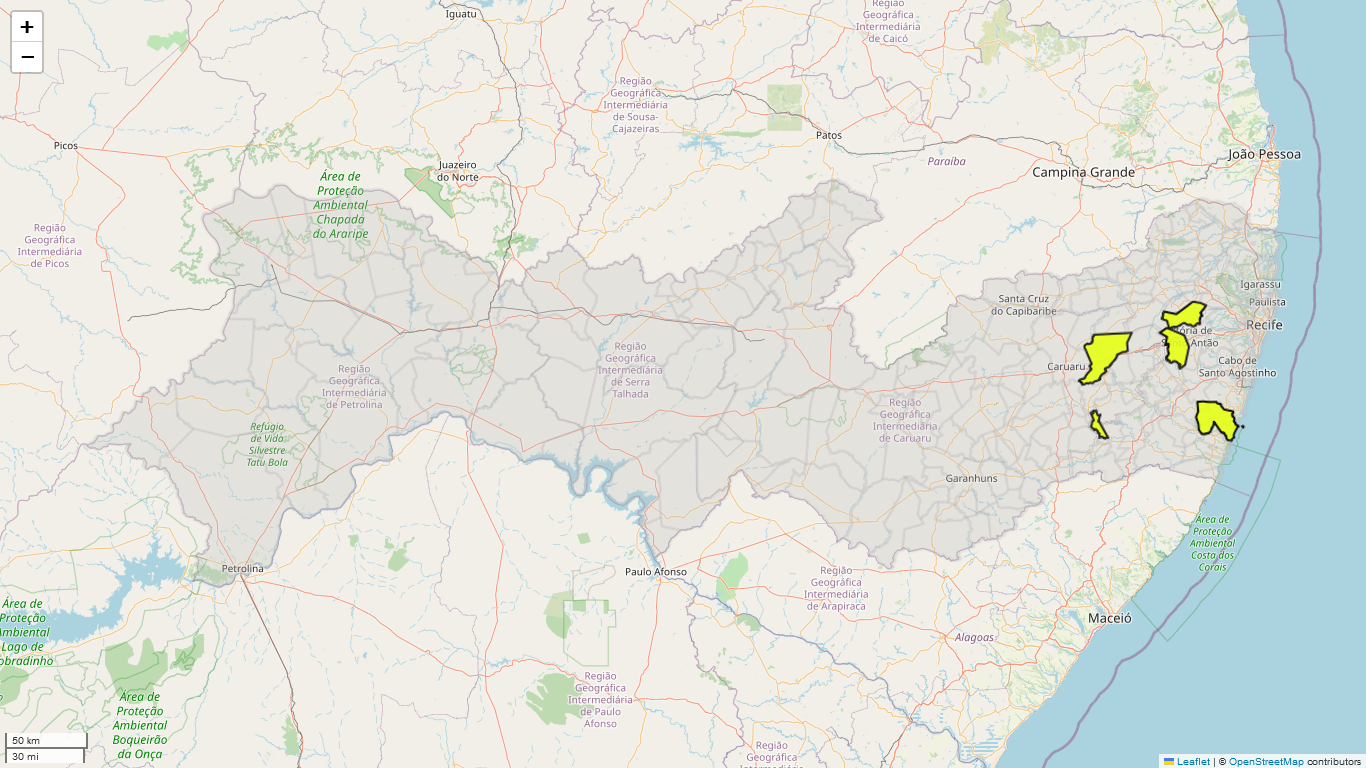 +
−
Iguatu
Região
Geográfica
Intermediária
de Caicó
Região
Geográfica
Intermediária
de Sousa-
Cajazeiras
Patos
Picos
Juazeiro
do Norte
Paraíba
João Pessoa
Campina Grande
Área de
Proteção
Ambiental
Chapada
do Araripe
Região
Geográfica
Intermediária
de Picos
Igarassu
Paulista
Recife
Santa Cruz
do Capibaribe
Caruaru
Cabo de
Santo Agostinho
Região
Geográfica
Intermediária
de Serra
Talhada
Região
Geográfica
Intermediária
de Petrolina
Região
Geográfica
Intermediária
de Caruaru
Refúgio
de Vida
Silvestre
Tatu Bola
Garanhuns
Petrolina
Paulo Afonso
Área de
Proteção
Ambiental
Costa dos
Corais
Região
Geográfica
Intermediária
de Arapiraca
Maceió
Alagoas
Área de
Proteção
Ambiental
Lago de
obradinho
Área de
Proteção
Ambiental
Boqueirão
da Onça
Região
Geográfica
Intermediária
de Paulo
Afonso
Região
Geográfica
50 km
30 mi
Leaflet | © OpenStreetMap contributors